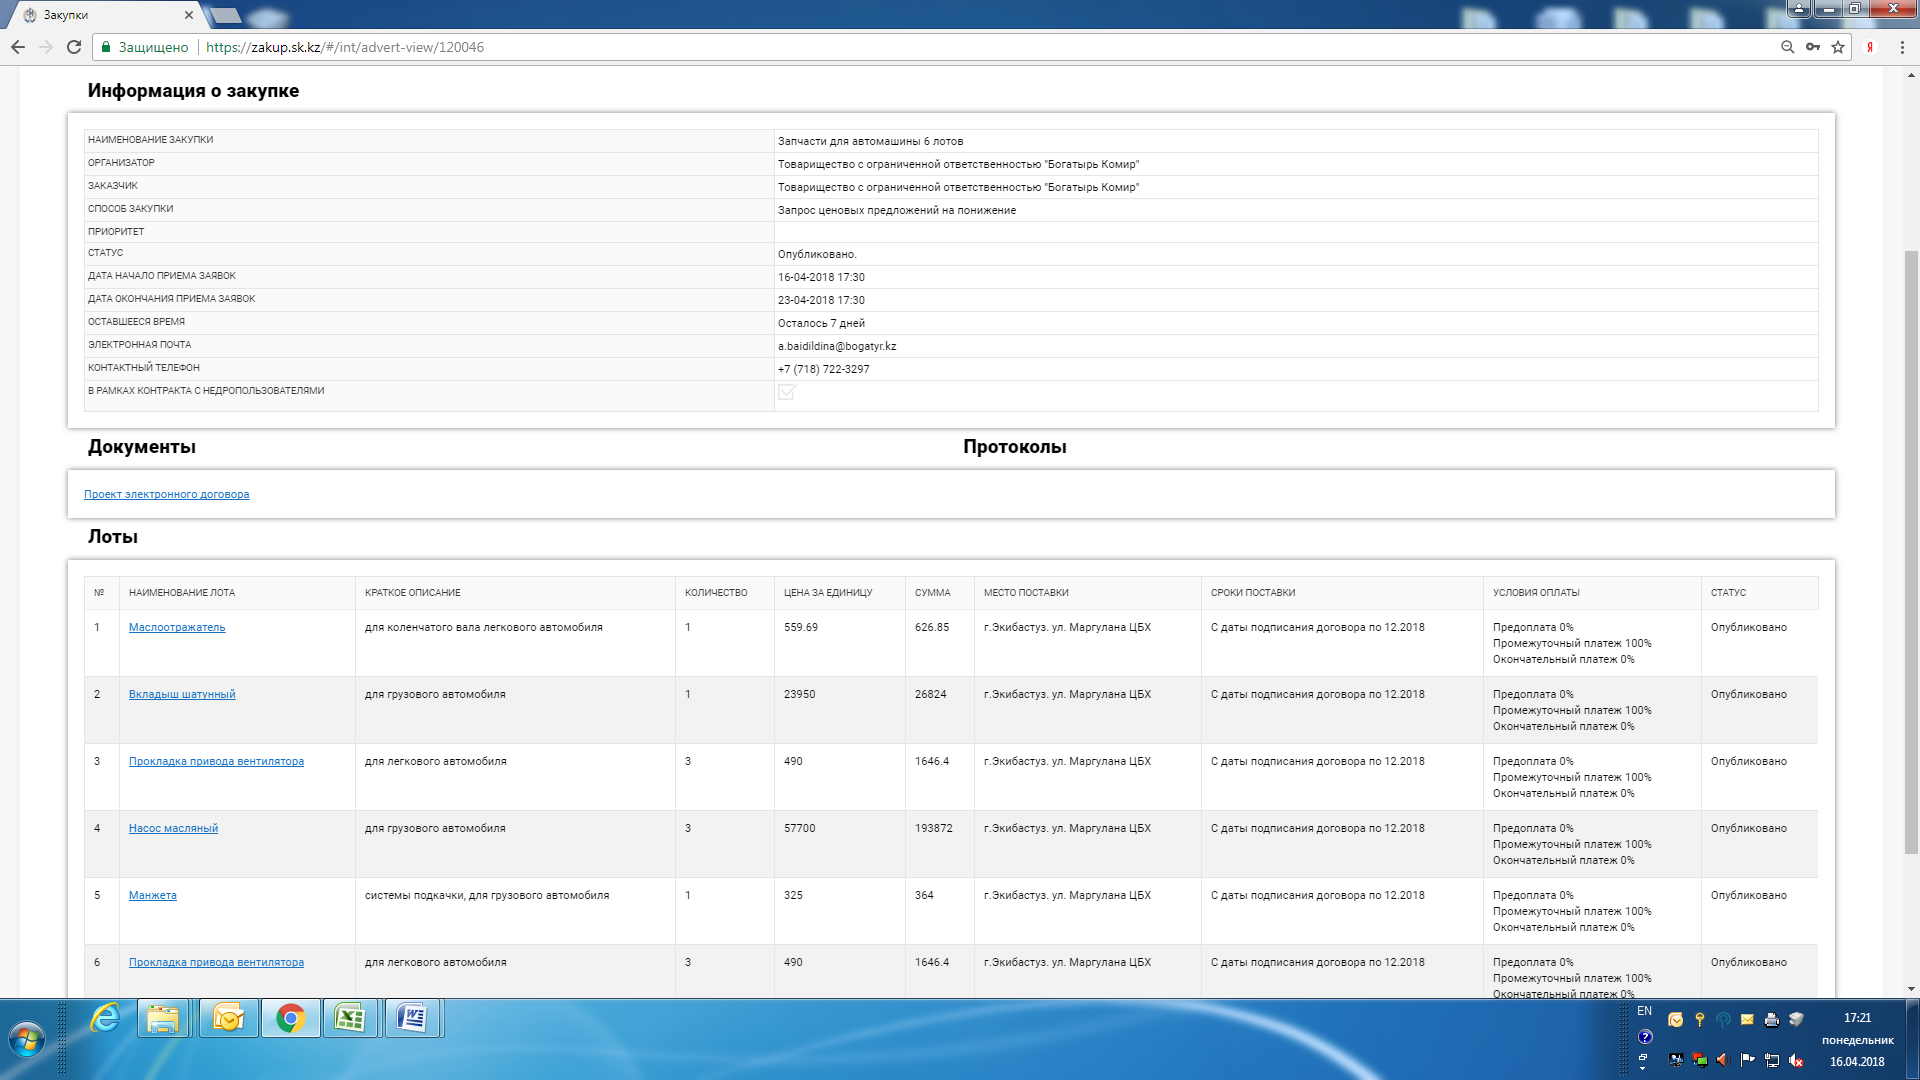 Закупки
Защищено https://zakup.sk.kz/#/int/advert-view/120046
Информация о закупке
НАИМЕНОВАНИЕ ЗАКУПКИ Запчасти для автомашины 6 лотов
ОРГАНИЗАТОР Товарищество с ограниченной ответственностью "Богатырь Комир"
ЗАКАЗЧИК Товарищество с ограниченной ответственностью "Богатырь Комир"
СПОСОБ ЗАКУПКИ Запрос ценовых предложений на понижение
ПРИОРИТЕТ
СТАТУС Опубликовано.
ДАТА НАЧАЛО ПРИЕМА ЗАЯВОК 16-04-2018 17:30
ДАТА ОКОНЧАНИЯ ПРИЕМА ЗАЯВОК 23-04-2018 17:30
ОСТАВШЕЕСЯ ВРЕМЯ Осталось 7 дней
ЭЛЕКТРОННАЯ ПОЧТА a.baidildina@bogatyr.kz
КОНТАКТНЫЙ ТЕЛЕФОН +7 (718) 722-3297
В РАМКАХ КОНТРАКТА С НЕДРОПОЛЬЗОВАТЕЛЯМИ
Документы Протоколы
Проект электронного договора
Лоты
№ НАИМЕНОВАНИЕ ЛОТА КРАТКОЕ ОПИСАНИЕ КОЛИЧЕСТВО ЦЕНА ЗА ЕДИНИЦУ СУММА МЕСТО ПОСТАВКИ СРОКИ ПОСТАВКИ УСЛОВИЯ ОПЛАТЫ СТАТУС
1 Маслоотражатель для коленчатого вала легкового автомобиля 1 559.69 626.85 г.Экибастуз. ул. Маргулана ЦБХ С даты подписания договора по 12.2018 Предоплата 0% Опубликовано
Промежуточный платеж 100%
Окончательный платеж 0%
2 Вкладыш шатунный для грузового автомобиля 1 23950 26824 г.Экибастуз. ул. Маргулана ЦБХ С даты подписания договора по 12.2018 Предоплата 0% Опубликовано
Промежуточный платеж 100%
Окончательный платеж 0%
3 Прокладка привода вентилятора для легкового автомобиля 3 490 1646.4 г.Экибастуз. ул. Маргулана ЦБХ С даты подписания договора по 12.2018 Предоплата 0% Опубликовано
Промежуточный платеж 100%
Окончательный платеж 0%
4 Насос масляный для грузового автомобиля 3 57700 193872 г.Экибастуз. ул. Маргулана ЦБХ С даты подписания договора по 12.2018 Предоплата 0% Опубликовано
Промежуточный платеж 100%
Окончательный платеж 0%
5 Манжета системы подкачки, для грузового автомобиля 1 325 364 г.Экибастуз. ул. Маргулана ЦБХ С даты подписания договора по 12.2018 Предоплата 0% Опубликовано
Промежуточный платеж 100%
Окончательный платеж 0%
6 Прокладка привода вентилятора для легкового автомобиля 3 490 1646.4 г.Экибастуз. ул. Маргулана ЦБХ С даты подписания договора по 12.2018 Предоплата 0% Опубликовано
Промежуточный платеж 100%
Окончательный платеж 0%
EN
17:21
понедельник
16.04.2018